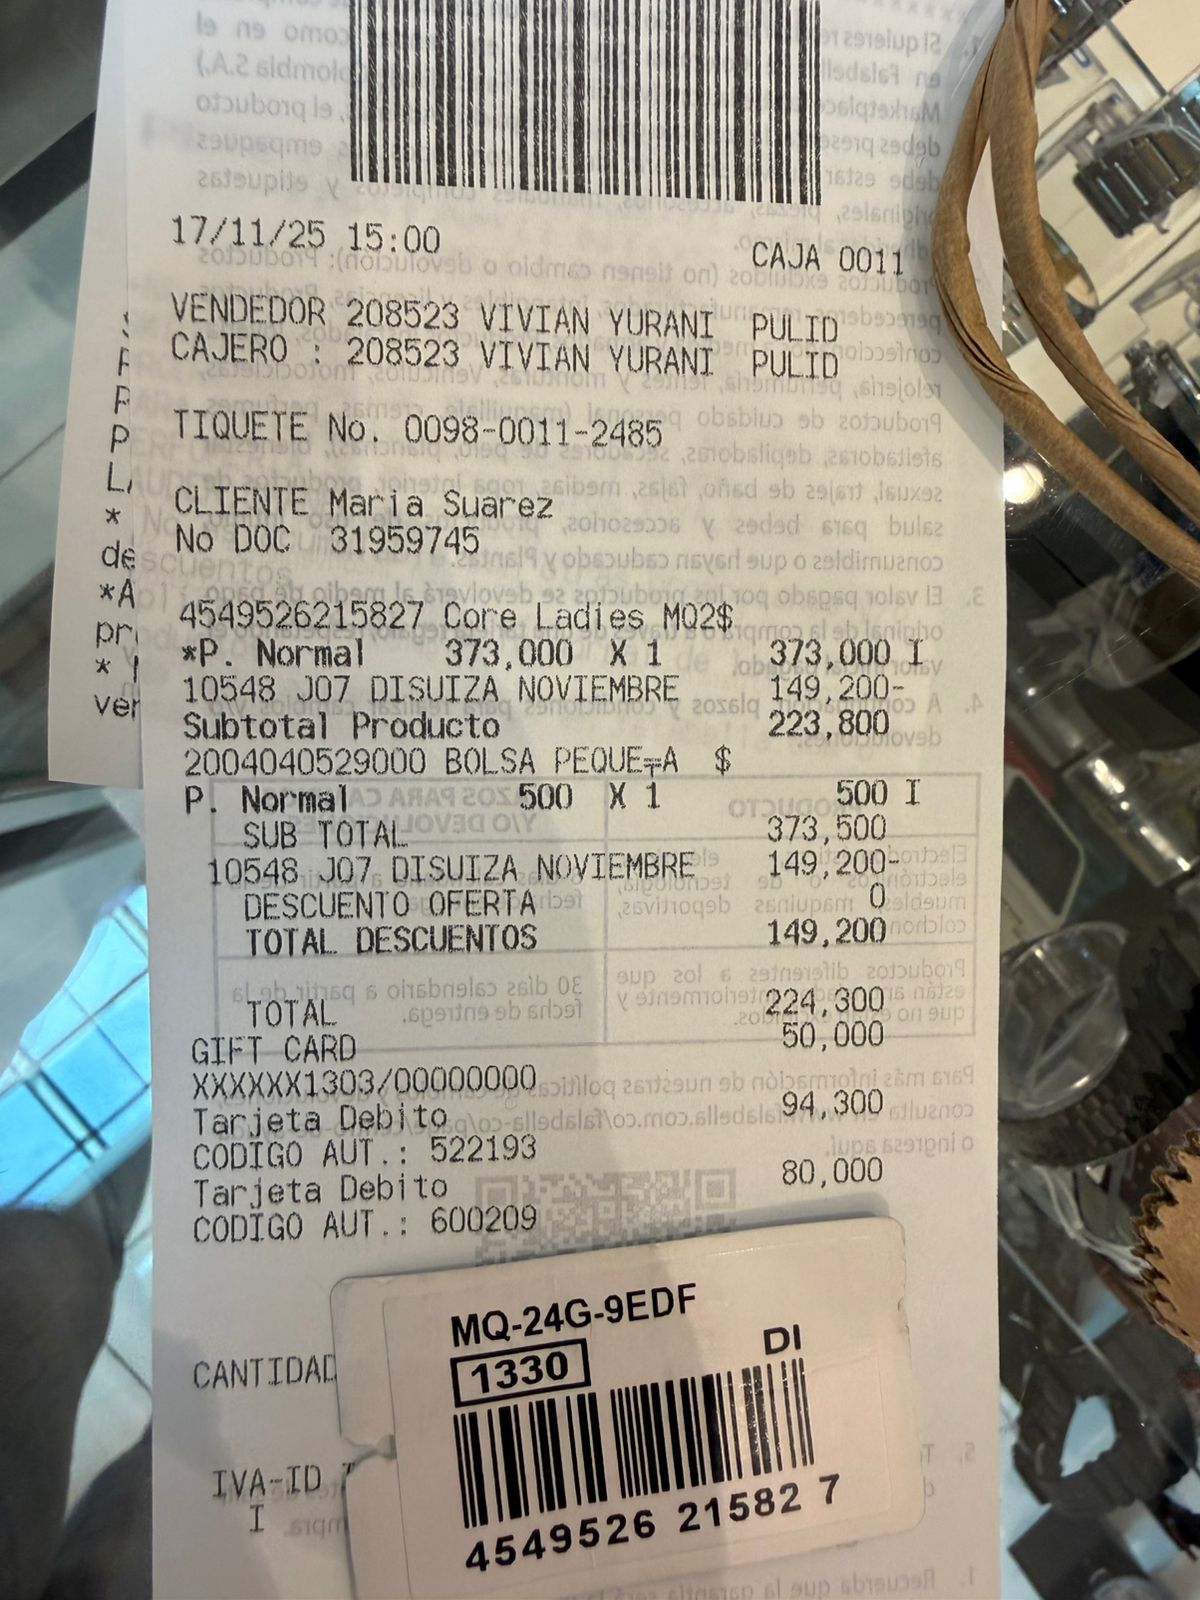 17/11/25 15:00 CAJA 0011
VENDEDOR 208523 VIVIAN YURANI PULID
CAJERO : 208523 VIVIAN YURANI PULID
TIQUETE No. 0098-0011-2485
CLIENTE Maria Suarez
No DOC 31959745
4549526215827 Core Ladies MQ2$
*P. Normal 373,000 X 1 373,000 I
10548 J07 DISUIZA NOVIEMBRE 149,200-
Subtotal Producto 223,800
2004040529000 BOLSA PEQUE╤A $
P. Normal 500 X 1 500 I
SUB TOTAL 373,500
10548 J07 DISUIZA NOVIEMBRE 149,200-
DESCUENTO OFERTA 0
TOTAL DESCUENTOS 149,200
TOTAL 224,300
GIFT CARD 50,000
XXXXXX1303/00000000
Tarjeta Debito 94,300
CODIGO AUT.: 522193
Tarjeta Debito 80,000
CODIGO AUT.: 600209
CANTIDAD
IVA-ID
I
MQ-24G-9EDF
1330 DI
4549526 21582 7